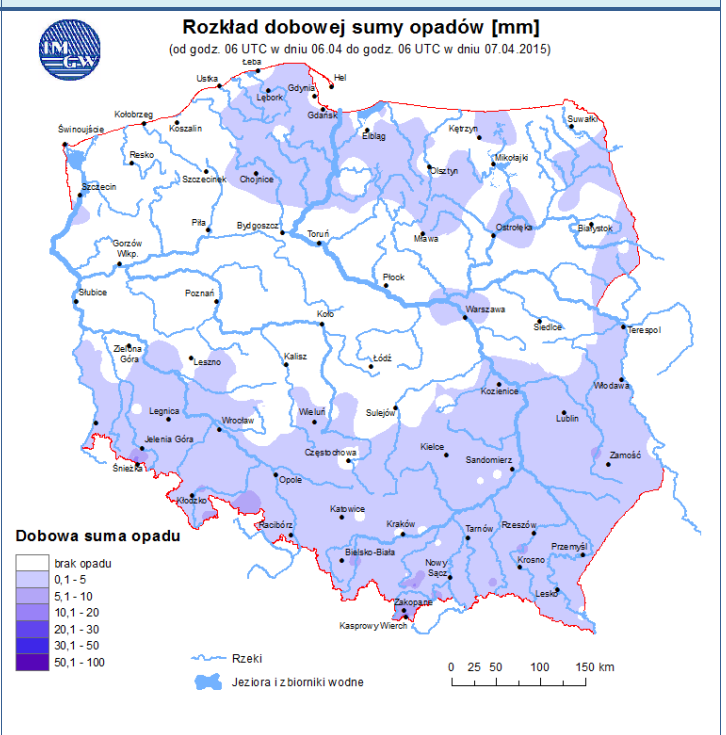 Rozkład dobowej sumy opadów [mm]
(od godz. 06 UTC w dniu 06.04 do godz. 06 UTC w dniu 07.04.2015)
IM
GW
Łeba
Ustka
Hel
Gdynia
Lębork
Gdańsk
Kołobrzeg
Koszalin
Świnoujście
Elbląg
Kętrzyn
Suwałki
Resko
Mikołajki
Olsztyn
Szczecinek
Chojnice
Szczecin
Piła
Bydgoszcz
Toruń
Mława
Ostrołęka
Białystok
Gorzów
Wlkp.
Płock
Słubice
Poznań
Koło
Warszawa
Siedlce
Terespol
Zielona
Góra
Leszno
Kalisz
Łódź
Kozienice
Włodawa
Legnica
Wrocław
Wieluń
Sulejów
Lublin
Jelenia Góra
Śnieżka
Częstochowa
Kielce
Sandomierz
Zamość
Kłodzko
Opole
Katowice
Racibórz
Kraków
Tarnów
Rzeszów
Przemyśl
Bielsko-Biała
Nowy
Sącz
Krosno
Lesko
Zakopane
Kasprowy Wierch
Dobowa suma opadu
brak opadu
0,1 - 5
5,1 - 10
10,1 - 20
20,1 - 30
30,1 - 50
50,1 - 100
Rzeki
Jeziora i zbiorniki wodne
0 25 50 100 150 km